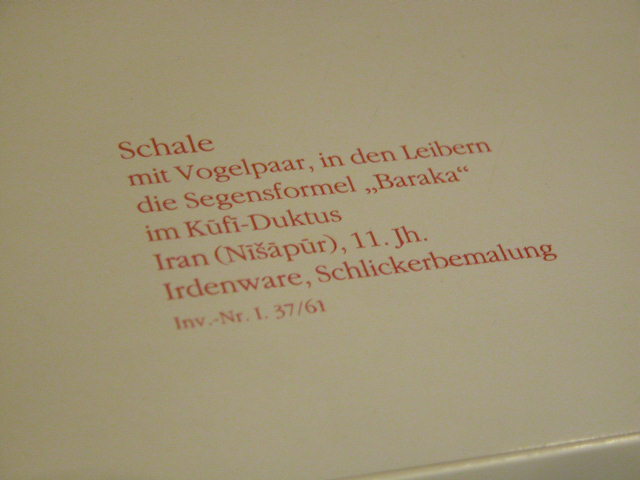 Schale
mit Vogelpaar, in den Leibern
die Segensformel „Baraka“
im Kūfī-Duktus
Iran (Nīšāpūr), 11. Jh.
Irdenware, Schlickerbemalung
Inv.-Nr. I. 37/61